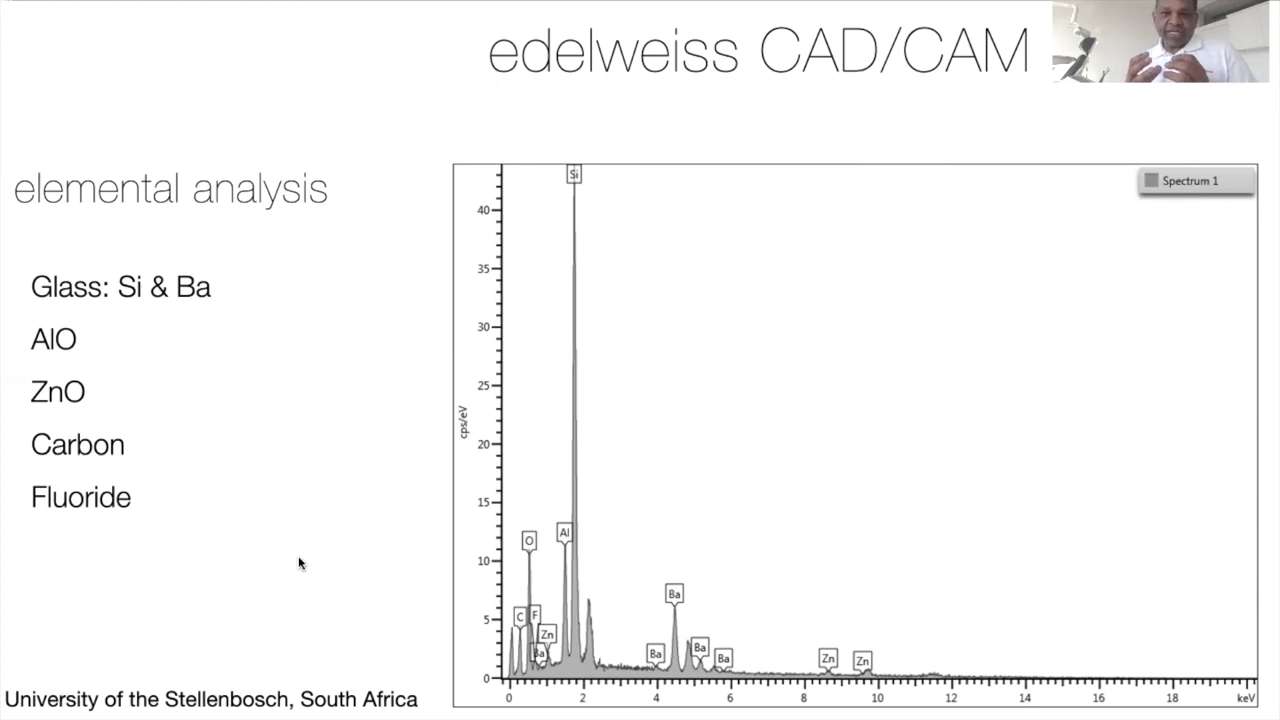 edelweiss CAD/CAM
elemental analysis
Glass: Si & Ba
AlO
ZnO
Carbon
Fluoride
University of the Stellenbosch, South Africa
Spectrum 1
cps/eV
40
35
30
25
20
15
10
5
0
Si
O
Al
C
F
Zn
Ba
Ba
Ba
Ba
Ba
Zn
Zn
0 2 4 6 8 10 12 14 16 18 keV